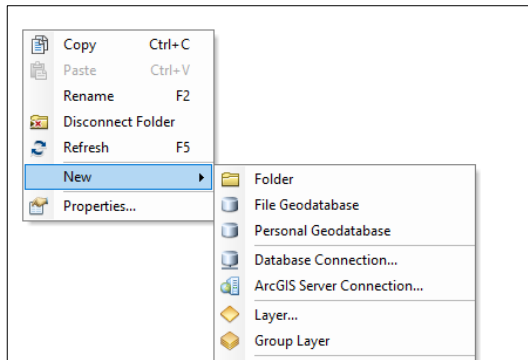 Copy Ctrl+C
Paste Ctrl+V
Rename F2
Disconnect Folder
Refresh F5
New
Properties...
Folder
File Geodatabase
Personal Geodatabase
Database Connection...
ArcGIS Server Connection...
Layer...
Group Layer